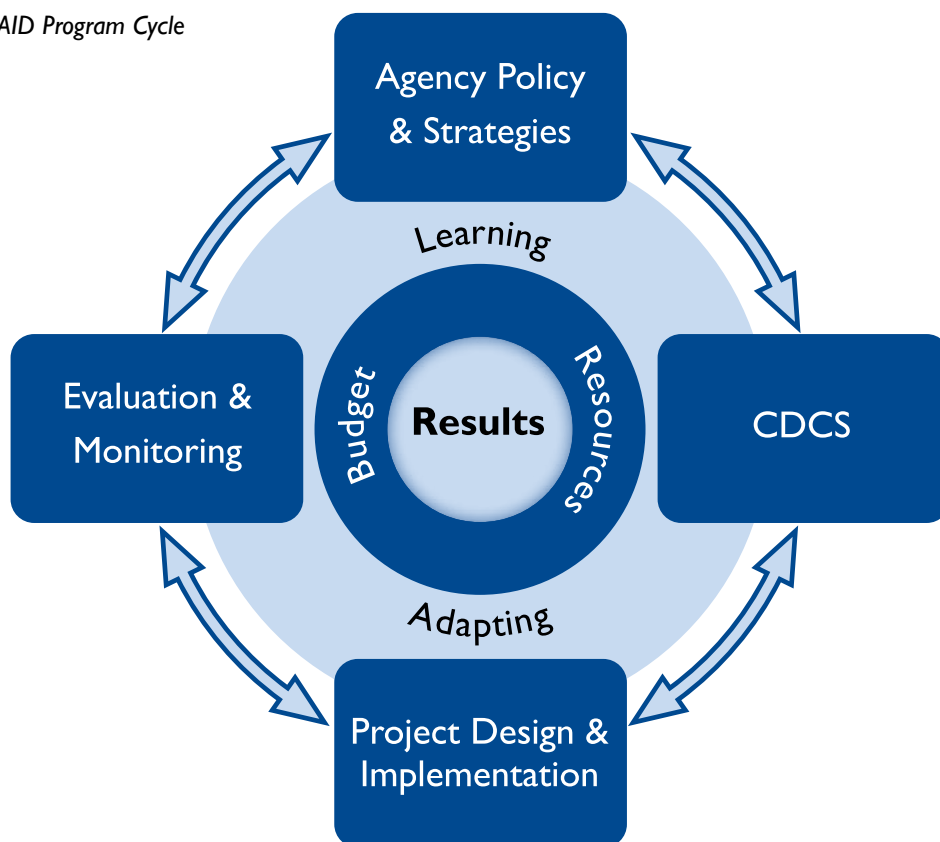 AID Program Cycle
Agency Policy
& Strategies
Learning
Evaluation &
Monitoring
Budget
Results
Resources
CDCS
Adapting
Project Design &
Implementation